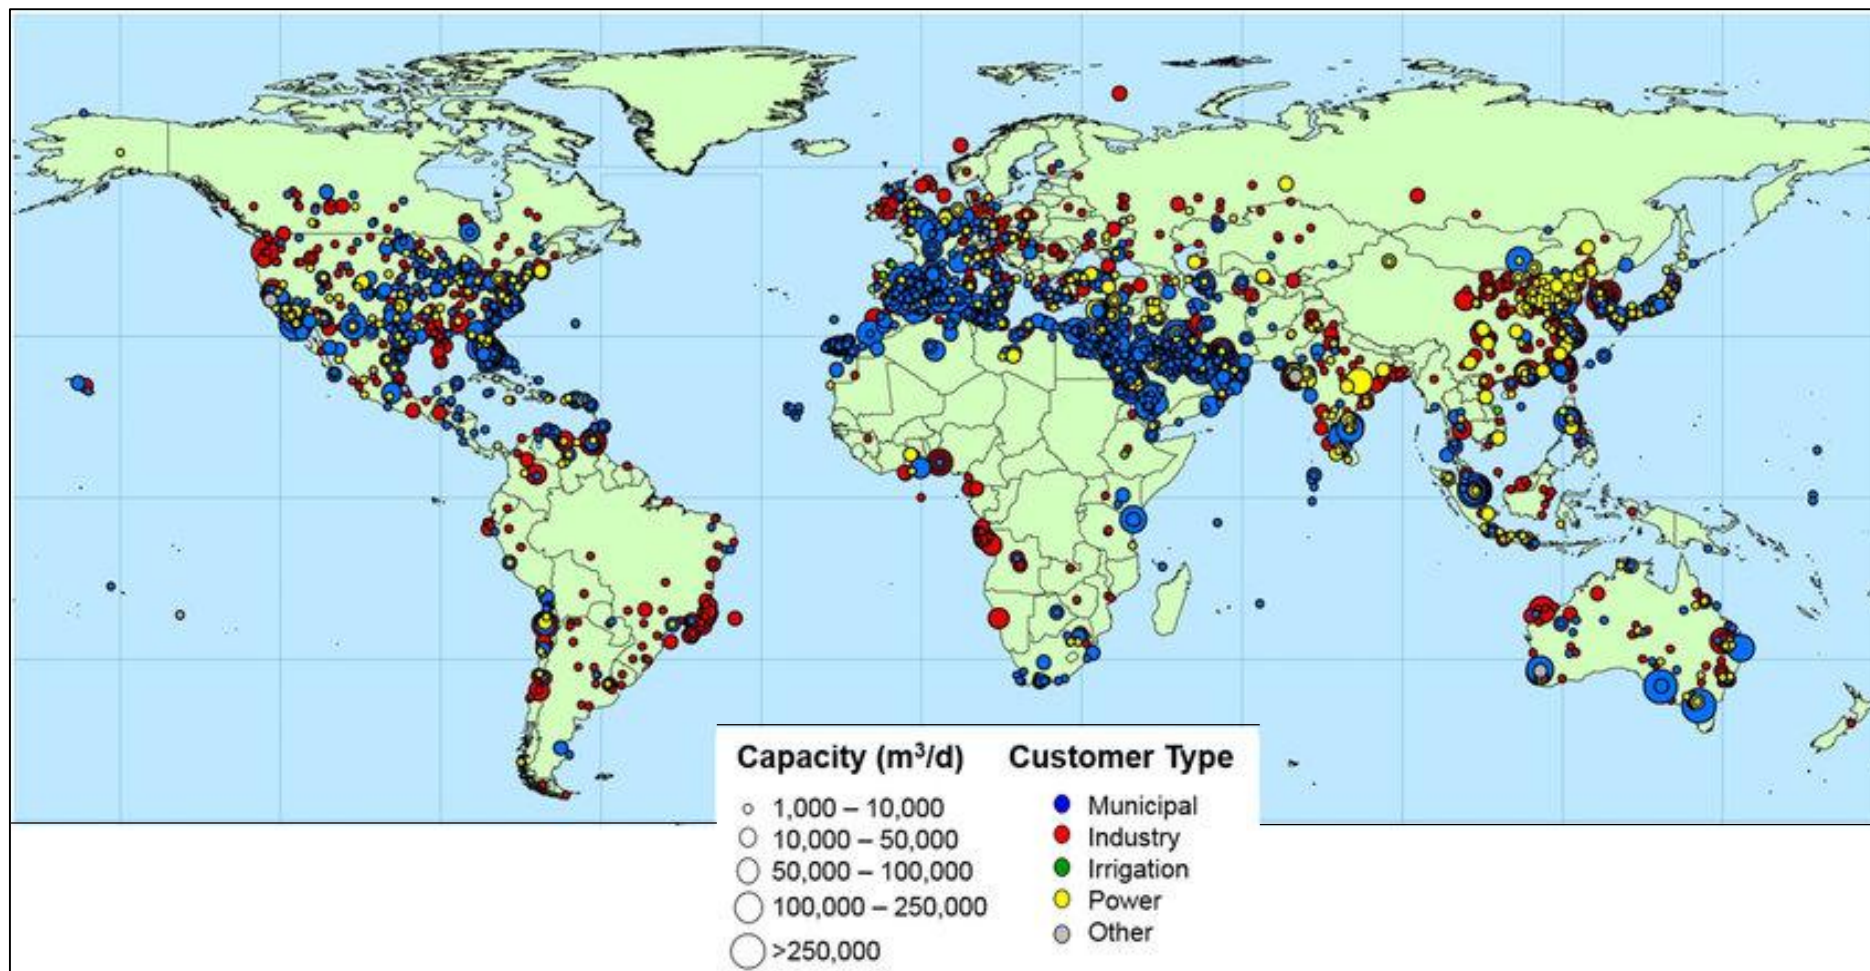 Capacity (m³/d)
1,000 – 10,000
10,000 – 50,000
50,000 – 100,000
100,000 – 250,000
>250,000
Customer Type
Municipal
Industry
Irrigation
Power
Other